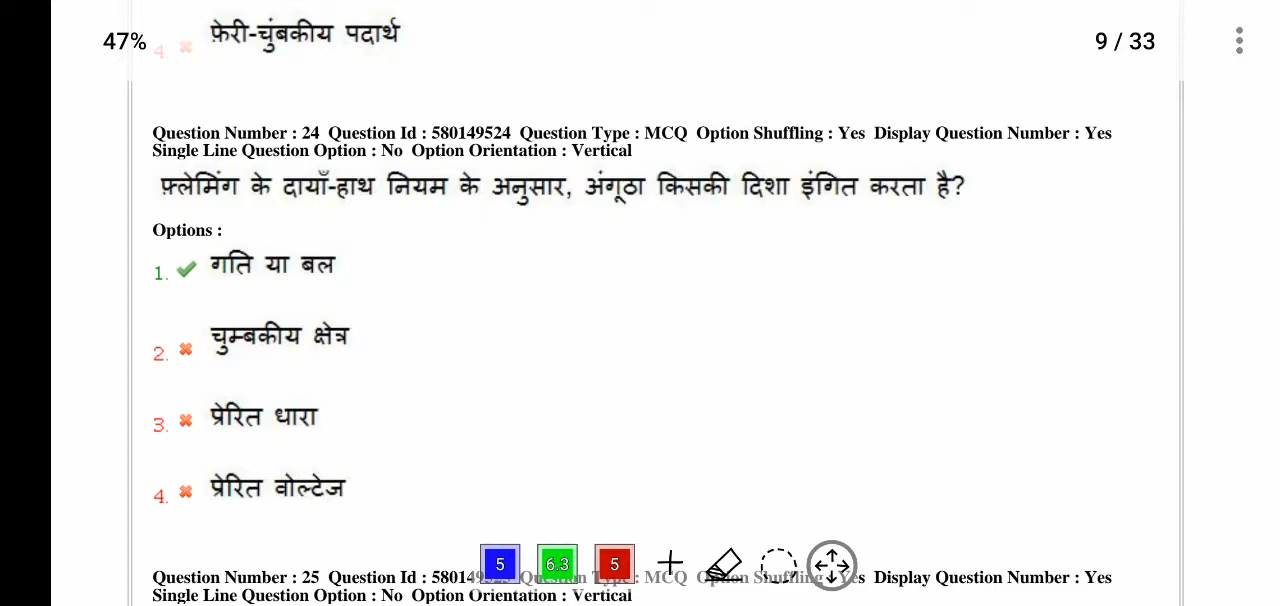 47%
9 / 33
4. फ़ेरी-चुंबकीय पदार्थ
Question Number : 24 Question Id : 580149524 Question Type : MCQ Option Shuffling : Yes Display Question Number : Yes
Single Line Question Option : No Option Orientation : Vertical
फ़्लेमिंग के दायाँ-हाथ नियम के अनुसार, अंगूठा किसकी दिशा इंगित करता है?
Options :
1. गति या बल
2. चुम्बकीय क्षेत्र
3. प्रेरित धारा
4. प्रेरित वोल्टेज
5 6.3 5
Question Number : 25 Question Id : Question : MCQ Option Shuffling : Yes Display Question Number : Yes
Single Line Question Option : No Option Orientation : Vertical